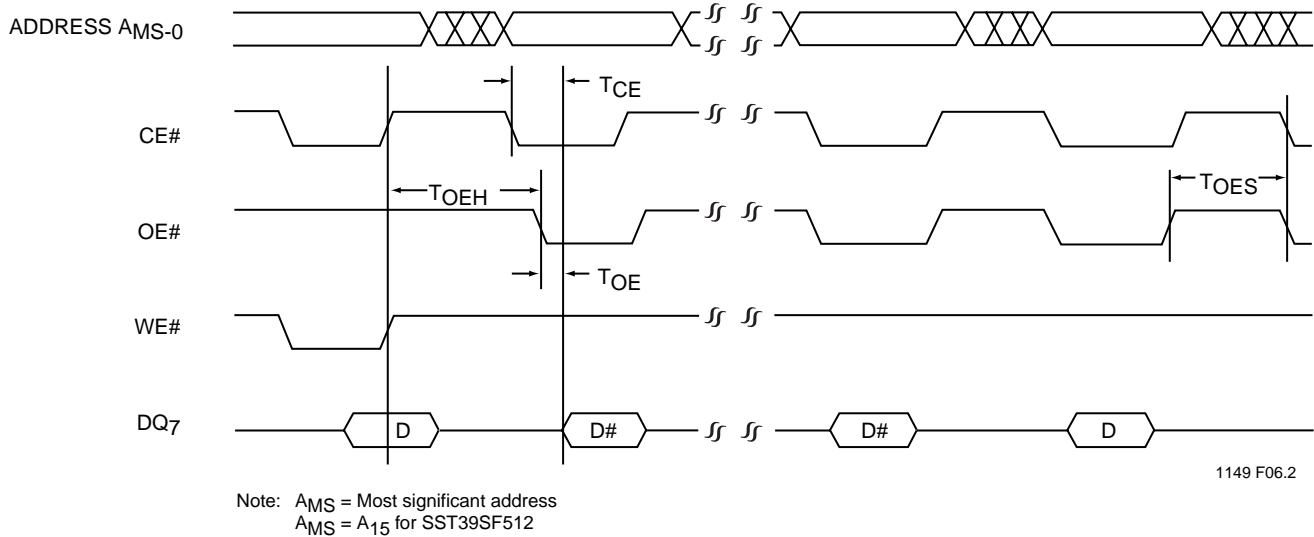 ADDRESS AMS-0
TCE
CE#
TOEH
TOES
OE#
TOE
WE#
DQ7
D
D#
D#
D
1149 F06.2
Note: AMS = Most significant address
AMS = A15 for SST39SF512